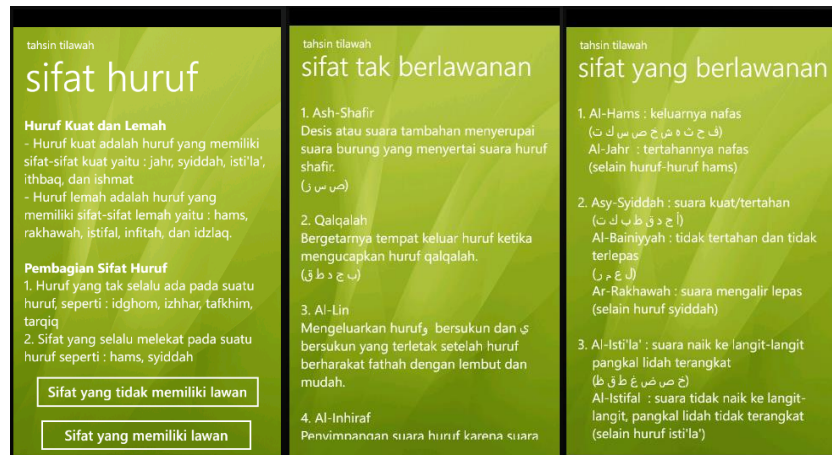 tahsin tilawah
sifat huruf
Huruf Kuat dan Lemah
- Huruf kuat adalah huruf yang memiliki
sifat-sifat kuat yaitu : jahr, syiddah, isti'la',
ithbaq, dan ishmat
- Huruf lemah adalah huruf yang
memiliki sifat-sifat lemah yaitu : hams,
rakhawah, istifal, infitah, dan idzlaq.
Pembagian Sifat Huruf
1. Huruf yang tak selalu ada pada suatu
huruf, seperti : idghom, izhhar, tafkhim,
tarqiq
2. Sifat yang selalu melekat pada suatu
huruf seperti : hams, syiddah
Sifat yang tidak memiliki lawan
Sifat yang memiliki lawan
tahsin tilawah
sifat tak berlawanan
1. Ash-Shafir
Desis atau suara tambahan menyerupai
suara burung yang menyertai suara huruf
shafir.
(ص س ز)
2. Qalqalah
Bergetarnya tempat keluar huruf ketika
mengucapkan huruf qalqalah.
(ب ج د ط ق)
3. Al-Lin
Mengeluarkan huruf و bersukun dan ي
bersukun yang terletak setelah huruf
berharakat fathah dengan lembut dan
mudah.
4. Al-Inhiraf
Penyimpangan suara huruf karena suara
tahsin tilawah
sifat yang berlawanan
1. Al-Hams : keluarnya nafas
(ف ح ث ه ش خ ص س ك ت)
Al-Jahr : tertahannya nafas
(selain huruf-huruf hams)
2. Asy-Syiddah : suara kuat/tertahan
(أ ج د ق ط ب ك ت)
Al-Bainiyyah : tidak tertahan dan tidak
terlepas
(ل ع م ر)
Ar-Rakhawah : suara mengalir lepas
(selain huruf syiddah)
3. Al-Isti'la' : suara naik ke langit-langit
pangkal lidah terangkat
(خ ص ض غ ط ق ظ)
Al-Istifal : suara tidak naik ke langit-
langit, pangkal lidah tidak terangkat
(selain huruf isti'la')